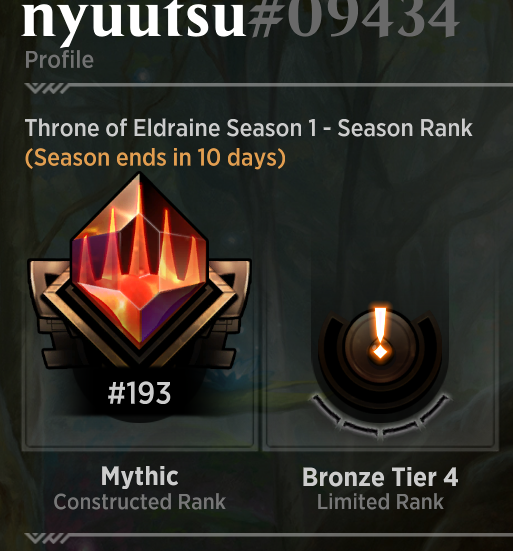 nyuutsu#09434
Profile
Throne of Eldraine Season 1 - Season Rank
(Season ends in 10 days)
#193
Mythic
Constructed Rank
Bronze Tier 4
Limited Rank